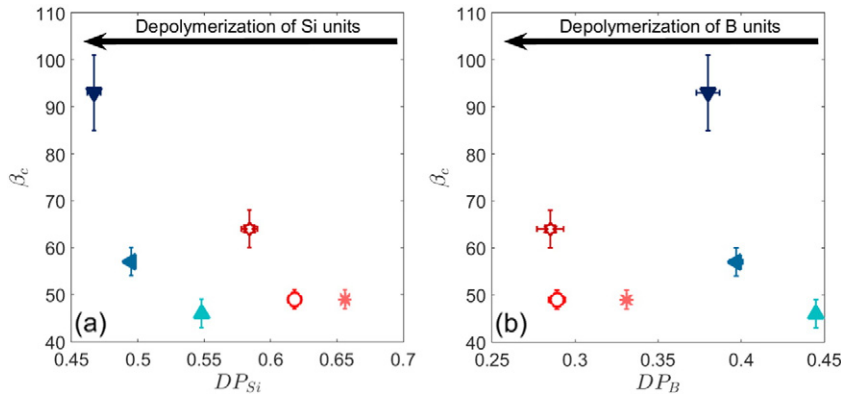 Depolymerization of Si units
110
100
90
80
70
60
50
40
βc
(a)
0.45 0.5 0.55 0.6 0.65 0.7
DPSi
Depolymerization of B units
110
100
90
80
70
60
50
40
βc
(b)
0.25 0.3 0.35 0.4 0.45
DPB